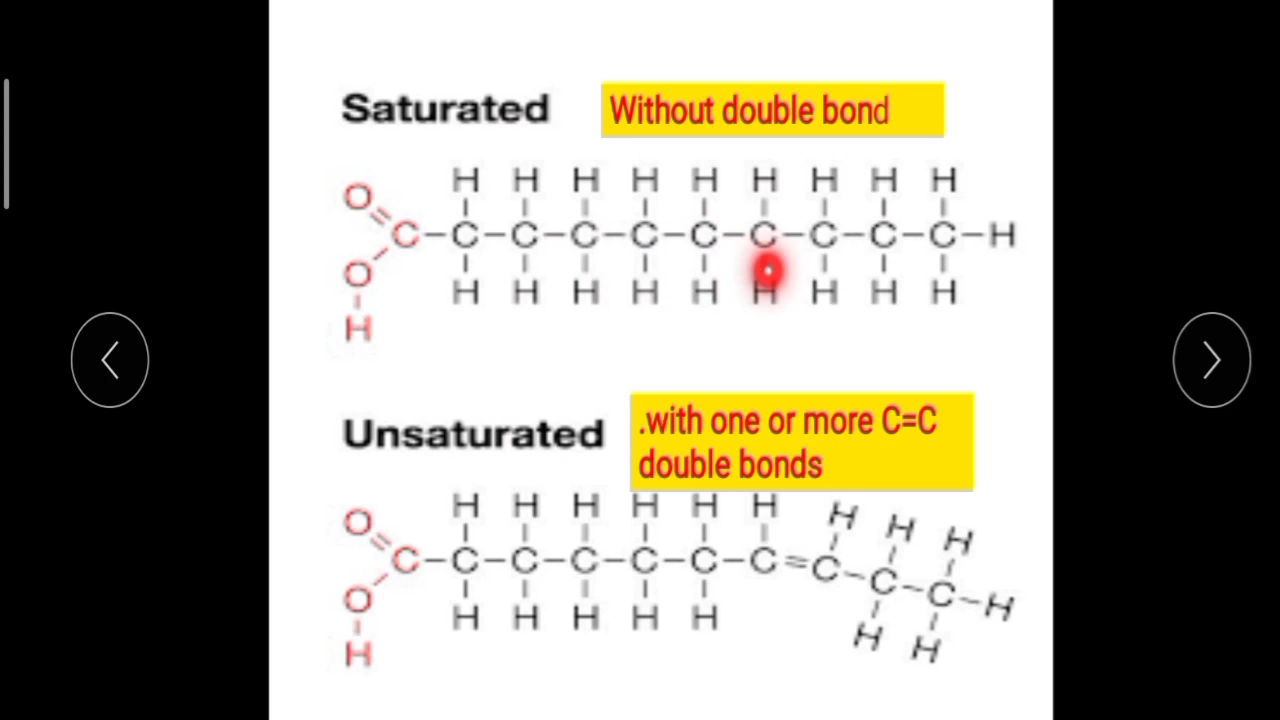 Saturated Without double bond
H H H H H H H H H
O
C-C-C-C-C-C-C-C-C-C-H
O
H H H H H H H H H
H
Unsaturated .with one or more C=C
double bonds
H H H H H H H H H
O
C-C-C-C-C-C-C=C-C-C-H
O
H H H H H H H
H